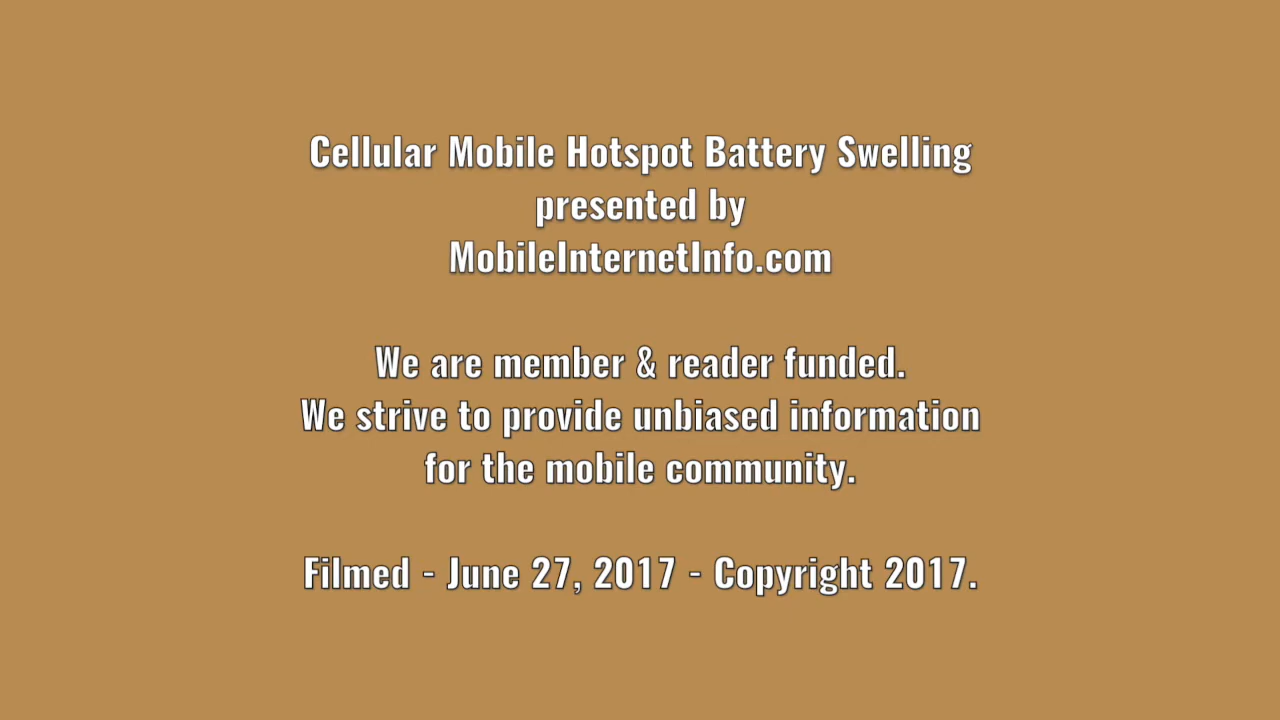 Cellular Mobile Hotspot Battery Swelling
presented by
MobileInternetInfo.com
We are member & reader funded.
We strive to provide unbiased information
for the mobile community.
Filmed - June 27, 2017 - Copyright 2017.